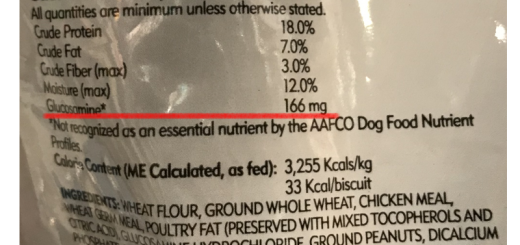 All quantities are minimum unless otherwise stated.
Crude Protein 18.0%
Crude Fat 7.0%
Crude Fiber (max) 3.0%
Moisture (max) 12.0%
Glucosamine* 166 mg
*Not recognized as an essential nutrient by the AAFCO Dog Food Nutrient
Profiles.
Calorie Content (ME Calculated, as fed): 3,255 Kcals/kg
33 Kcal/biscuit
INGREDIENTS: WHEAT FLOUR, GROUND WHOLE WHEAT, CHICKEN MEAL,
WHEAT GERM MEAL, POULTRY FAT (PRESERVED WITH MIXED TOCOPHEROLS AND
CITRIC ACID), GLUCOSAMINE HYDROCHLORIDE, GROUND PEANUTS, DICALCIUM
PHOSPHATE